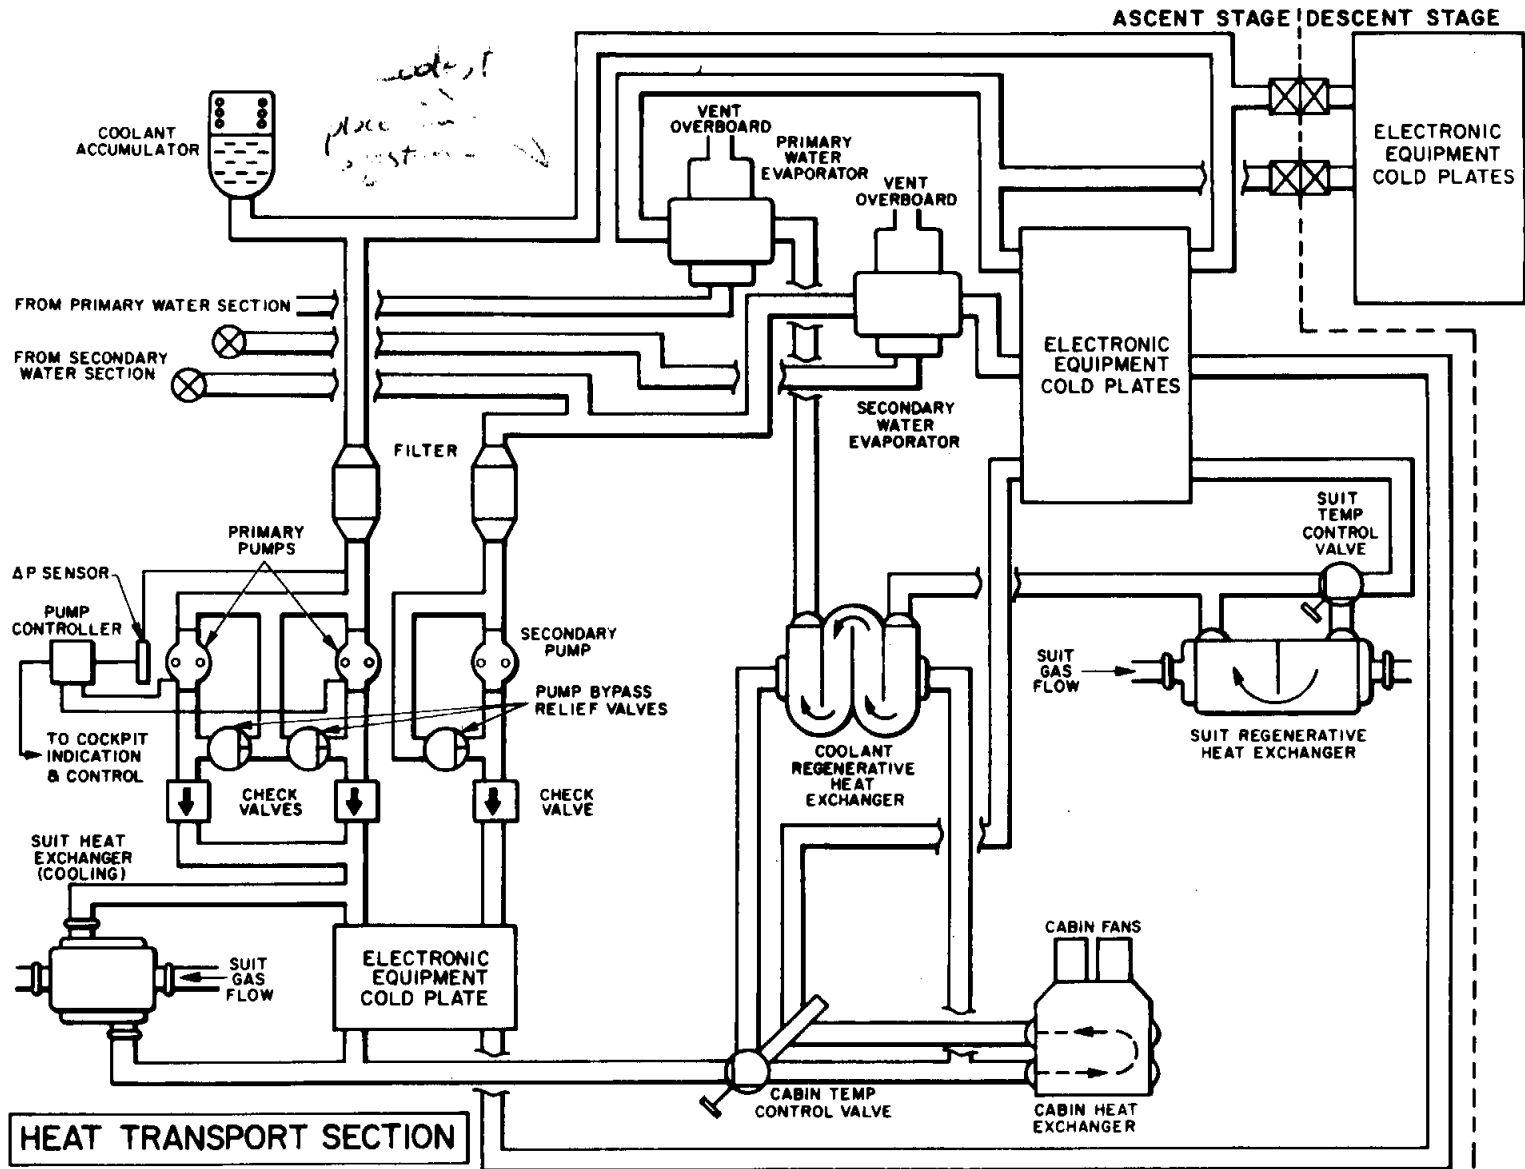 ASCENT STAGE
DESCENT STAGE
COOLANT
ACCUMULATOR
VENT
OVERBOARD
PRIMARY
WATER
EVAPORATOR
VENT
OVERBOARD
ELECTRONIC
EQUIPMENT
COLD PLATES
FROM PRIMARY WATER SECTION
FROM SECONDARY
WATER SECTION
ELECTRONIC
EQUIPMENT
COLD PLATES
SECONDARY
WATER
EVAPORATOR
FILTER
SUIT
TEMP
CONTROL
VALVE
PRIMARY
PUMPS
ΔP SENSOR
PUMP
CONTROLLER
SECONDARY
PUMP
SUIT
GAS
FLOW
PUMP BYPASS
RELIEF VALVES
TO COCKPIT
INDICATION
& CONTROL
SUIT REGENERATIVE
HEAT EXCHANGER
COOLANT
REGENERATIVE
HEAT
EXCHANGER
CHECK
VALVES
CHECK
VALVE
SUIT HEAT
EXCHANGER
(COOLING)
SUIT
GAS
FLOW
ELECTRONIC
EQUIPMENT
COLD PLATE
CABIN FANS
CABIN TEMP
CONTROL VALVE
CABIN HEAT
EXCHANGER
HEAT TRANSPORT SECTION